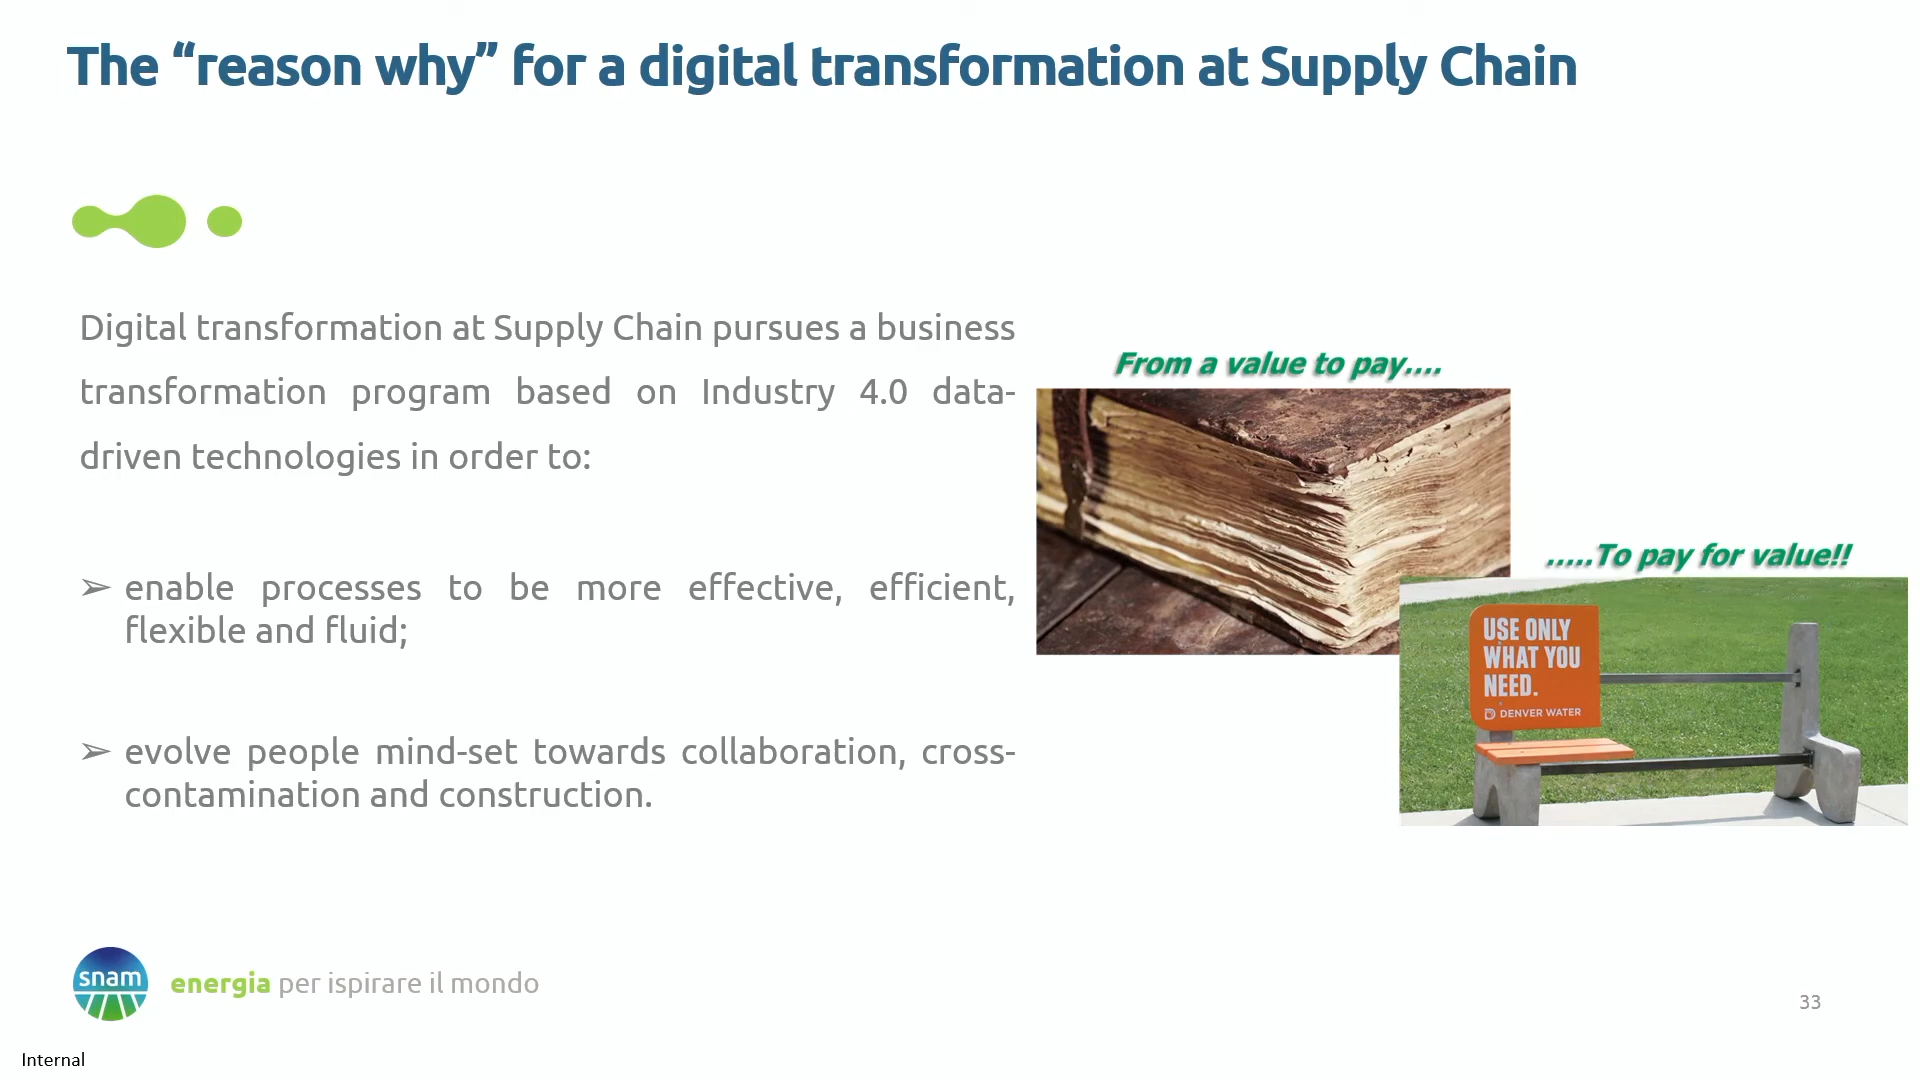 The “reason why” for a digital transformation at Supply Chain
Digital transformation at Supply Chain pursues a business
transformation program based on Industry 4.0 data-
driven technologies in order to:
➢ enable processes to be more effective, efficient,
flexible and fluid;
➢ evolve people mind-set towards collaboration, cross-
contamination and construction.
From a value to pay....
.....To pay for value!!
USE ONLY
WHAT YOU
NEED.
DENVER WATER
snam
energia per ispirare il mondo
33
Internal